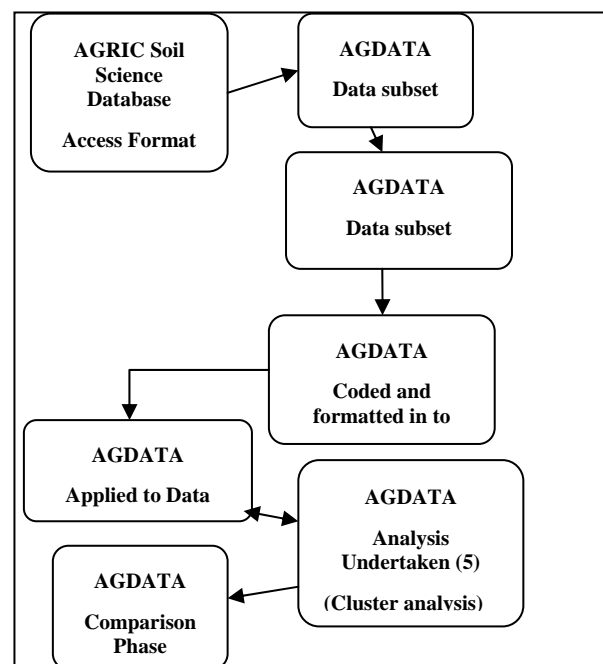 AGRIC Soil
Science
Database
Access Format
AGDATA
Data subset
AGDATA
Data subset
AGDATA
Coded and
formatted in to
AGDATA
Applied to Data
AGDATA
Analysis
Undertaken (5)
(Cluster analysis)
AGDATA
Comparison
Phase